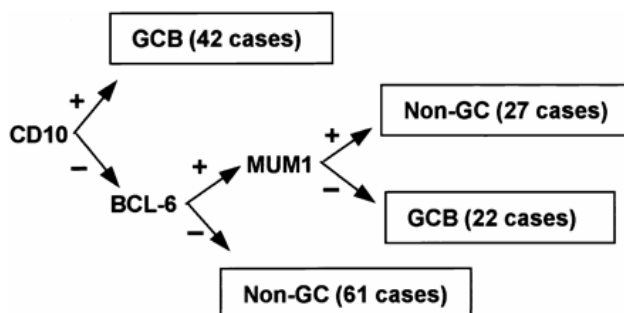 GCB (42 cases)
+
CD10
−
Non-GC (27 cases)
+
+
MUM1
−
BCL-6
−
GCB (22 cases)
Non-GC (61 cases)